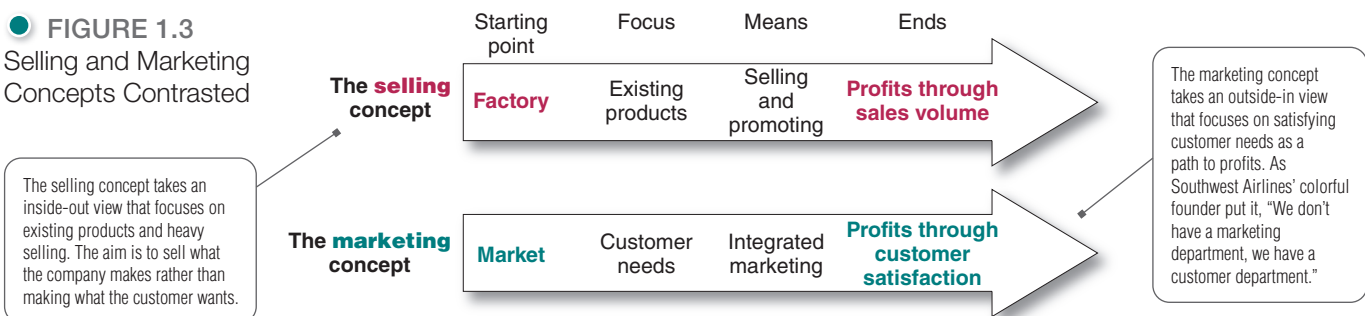 FIGURE 1.3
Selling and Marketing
Concepts Contrasted
Starting
point
Focus
Means
Ends
The selling
concept
Factory
Existing
products
Selling
and
promoting
Profits through
sales volume
The selling concept takes an
inside-out view that focuses on
existing products and heavy
selling. The aim is to sell what
the company makes rather than
making what the customer wants.
The marketing
concept
Market
Customer
needs
Integrated
marketing
Profits through
customer
satisfaction
The marketing concept
takes an outside-in view
that focuses on satisfying
customer needs as a
path to profits. As
Southwest Airlines’ colorful
founder put it, “We don’t
have a marketing
department, we have a
customer department.”